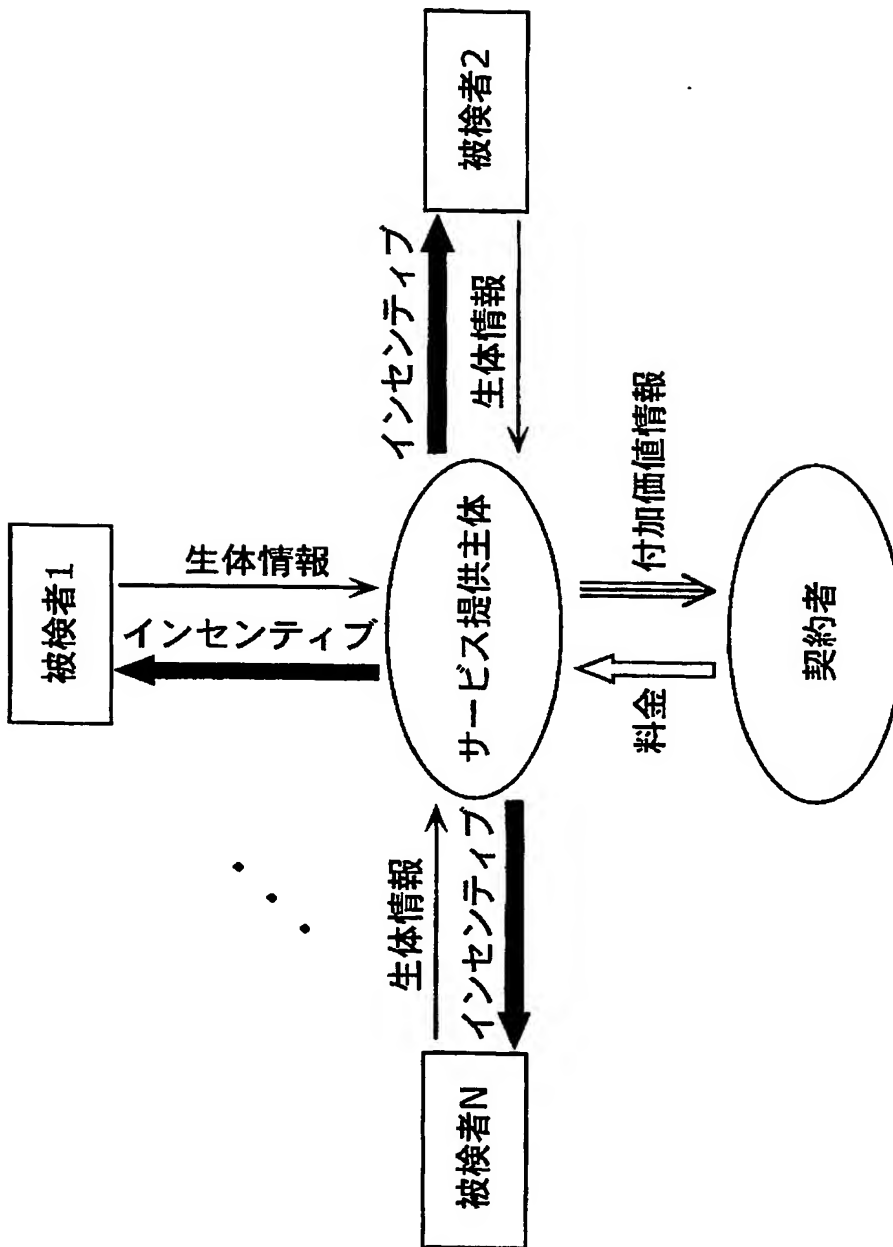 被検者1
生体情報
インセンティブ
被検者2
インセンティブ
生体情報
サービス提供主体
被検者N
生体情報
インセンティブ
付加価値情報
料金
契約者